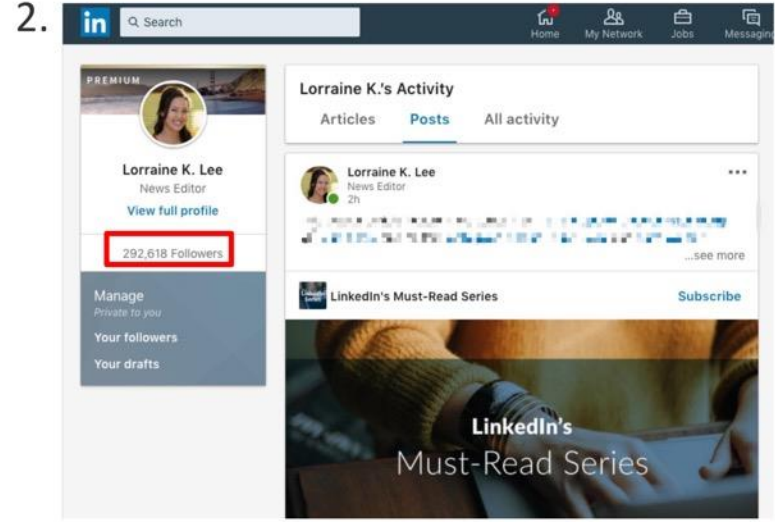 2.
in
Search
Home
My Network
Jobs
Messaging
PREMIUM
Lorraine K. Lee
News Editor
View full profile
292,618 Followers
Manage
Private to you
Your followers
Your drafts
Lorraine K.'s Activity
Articles Posts All activity
Lorraine K. Lee
News Editor
2h
...see more
LinkedIn's Must-Read Series
Subscribe
LinkedIn's
Must-Read Series